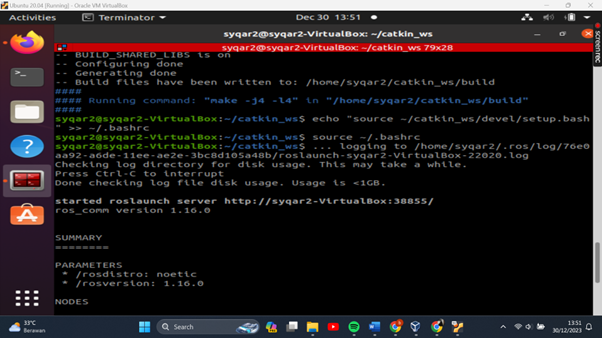 Ubuntu 20.04 [Running] - Oracle VM VirtualBox
Activities
Terminator
Dec 30 13:51
syqar2@syqar2-VirtualBox: ~/catkin_ws
syqar2@syqar2-VirtualBox: ~/catkin_ws 79x28
-- BUILD_SHARED_LIBS is on
-- Configuring done
-- Generating done
-- Build files have been written to: /home/syqar2/catkin_ws/build
####
#### Running command: "make -j4 -l4" in "/home/syqar2/catkin_ws/build"
####
syqar2@syqar2-VirtualBox:~/catkin_ws$ echo "source ~/catkin_ws/devel/setup.bash
" >> ~/.bashrc
syqar2@syqar2-VirtualBox:~/catkin_ws$ source ~/.bashrc
syqar2@syqar2-VirtualBox:~/catkin_ws$ ... logging to /home/syqar2/.ros/log/76e0
aa92-a6de-11ee-ae2e-3bc8d105a48b/roslaunch-syqar2-VirtualBox-22020.log
Checking log directory for disk usage. This may take a while.
Press Ctrl-C to interrupt
Done checking log file disk usage. Usage is <1GB.
started roslaunch server http://syqar2-VirtualBox:38855/
ros_comm version 1.16.0
SUMMARY
========
PARAMETERS
* /rosdistro: noetic
* /rosversion: 1.16.0
NODES
screenrec
33°C
Berawan
Search
13:51
30/12/2023